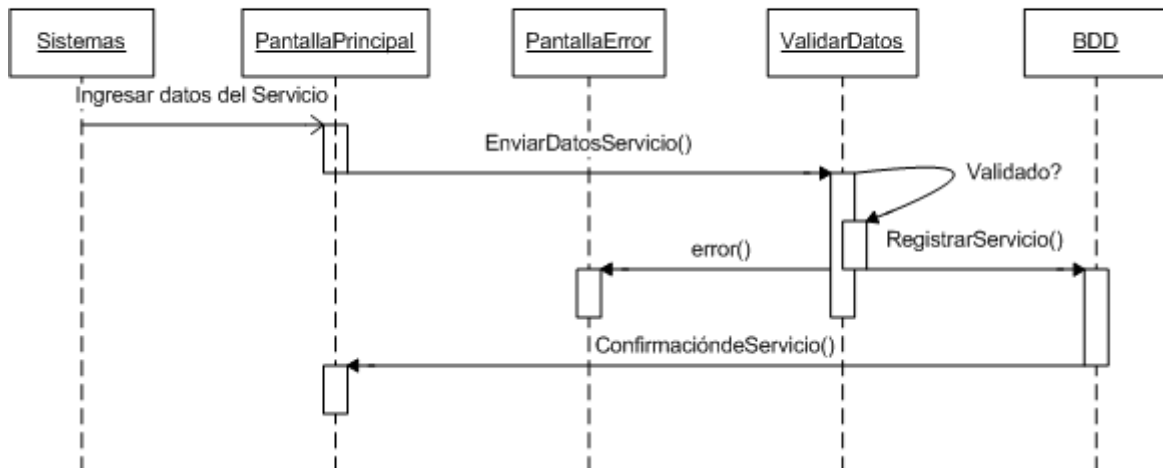 Sistemas
PantallaPrincipal
PantallaError
ValidarDatos
BDD
Ingresar datos del Servicio
EnviarDatosServicio()
Validado?
RegistrarServicio()
error()
ConfirmacióndeServicio()